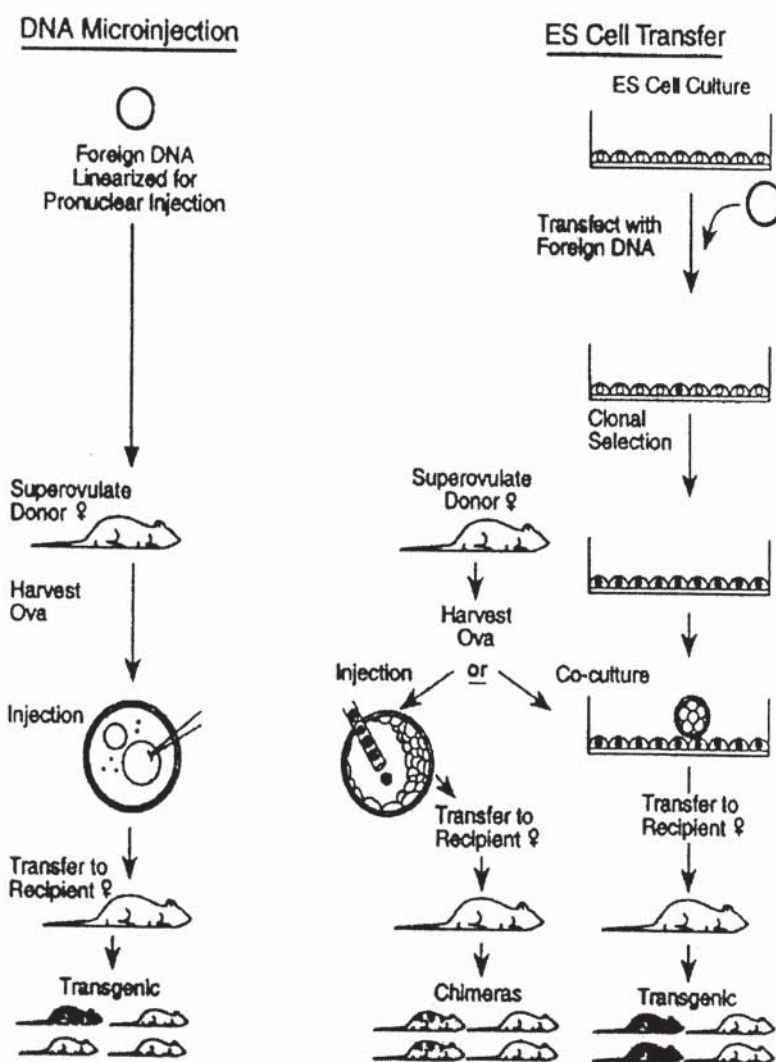 DNA Microinjection
Foreign DNA
Linearized for
Pronuclear Injection
Superovulate
Donor ♀
Harvest
Ova
Injection
Transfer to
Recipient ♀
Transgenic
ES Cell Transfer
ES Cell Culture
Transfect with
Foreign DNA
Clonal
Selection
Superovulate
Donor ♀
Harvest
Ova
or
Injection
Co-culture
Transfer to
Recipient ♀
Transfer to
Recipient ♀
Chimeras
Transgenic